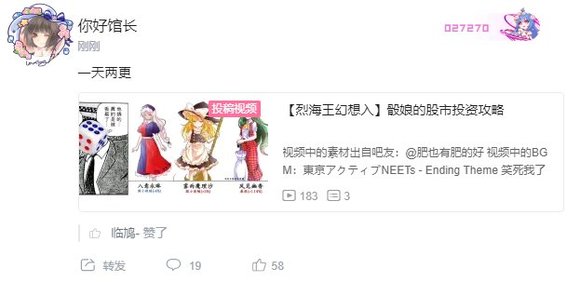 你好馆长
027270
刚刚
一天两更
投稿视频
【烈海王幻想入】骰娘的股市投资攻略
视频中的素材出自吧友：@肥也有肥的好 视频中的BG
M：東京アクティブNEETs - Ending Theme 笑死我了
八意永琳
雾雨魔理沙
风见幽香
183
3
临鸠- 赞了
转发
19
58